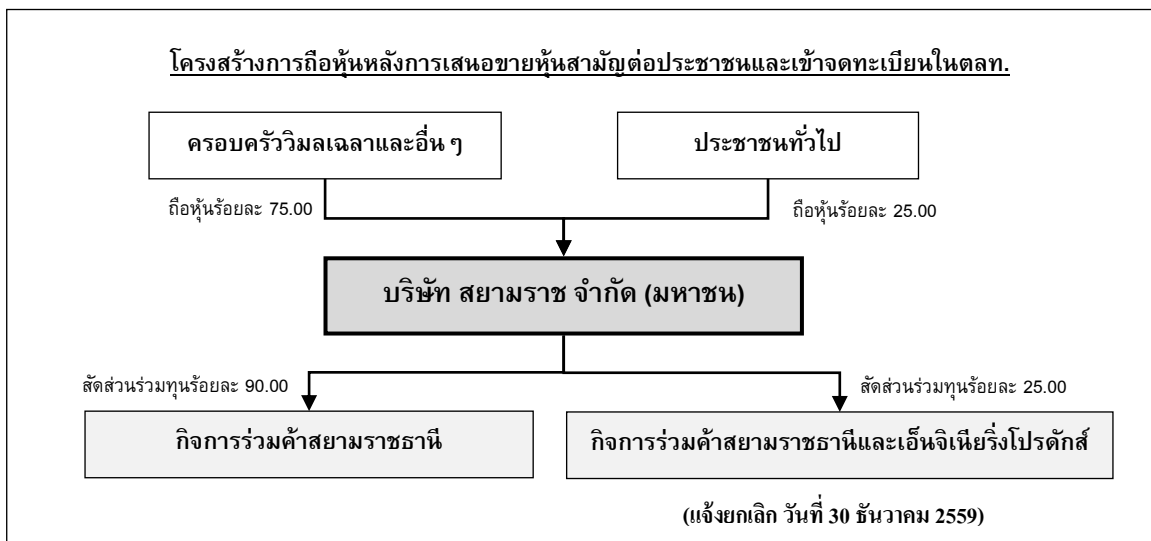 โครงสร้างการถือหุ้นหลังการเสนอขายหุ้นสามัญต่อประชาชนและเข้าจดทะเบียนในตลท.
ครอบครัววิมลเฉลาและอื่น ๆ
ประชาชนทั่วไป
ถือหุ้นร้อยละ 75.00
ถือหุ้นร้อยละ 25.00
บริษัท สยามราช จำกัด (มหาชน)
สัดส่วนร่วมทุนร้อยละ 90.00
สัดส่วนร่วมทุนร้อยละ 25.00
กิจการร่วมค้าสยามราชธานี
กิจการร่วมค้าสยามราชธานีและเอ็นจิเนียริ่งโปรดักส์
(แจ้งยกเลิก วันที่ 30 ธันวาคม 2559)